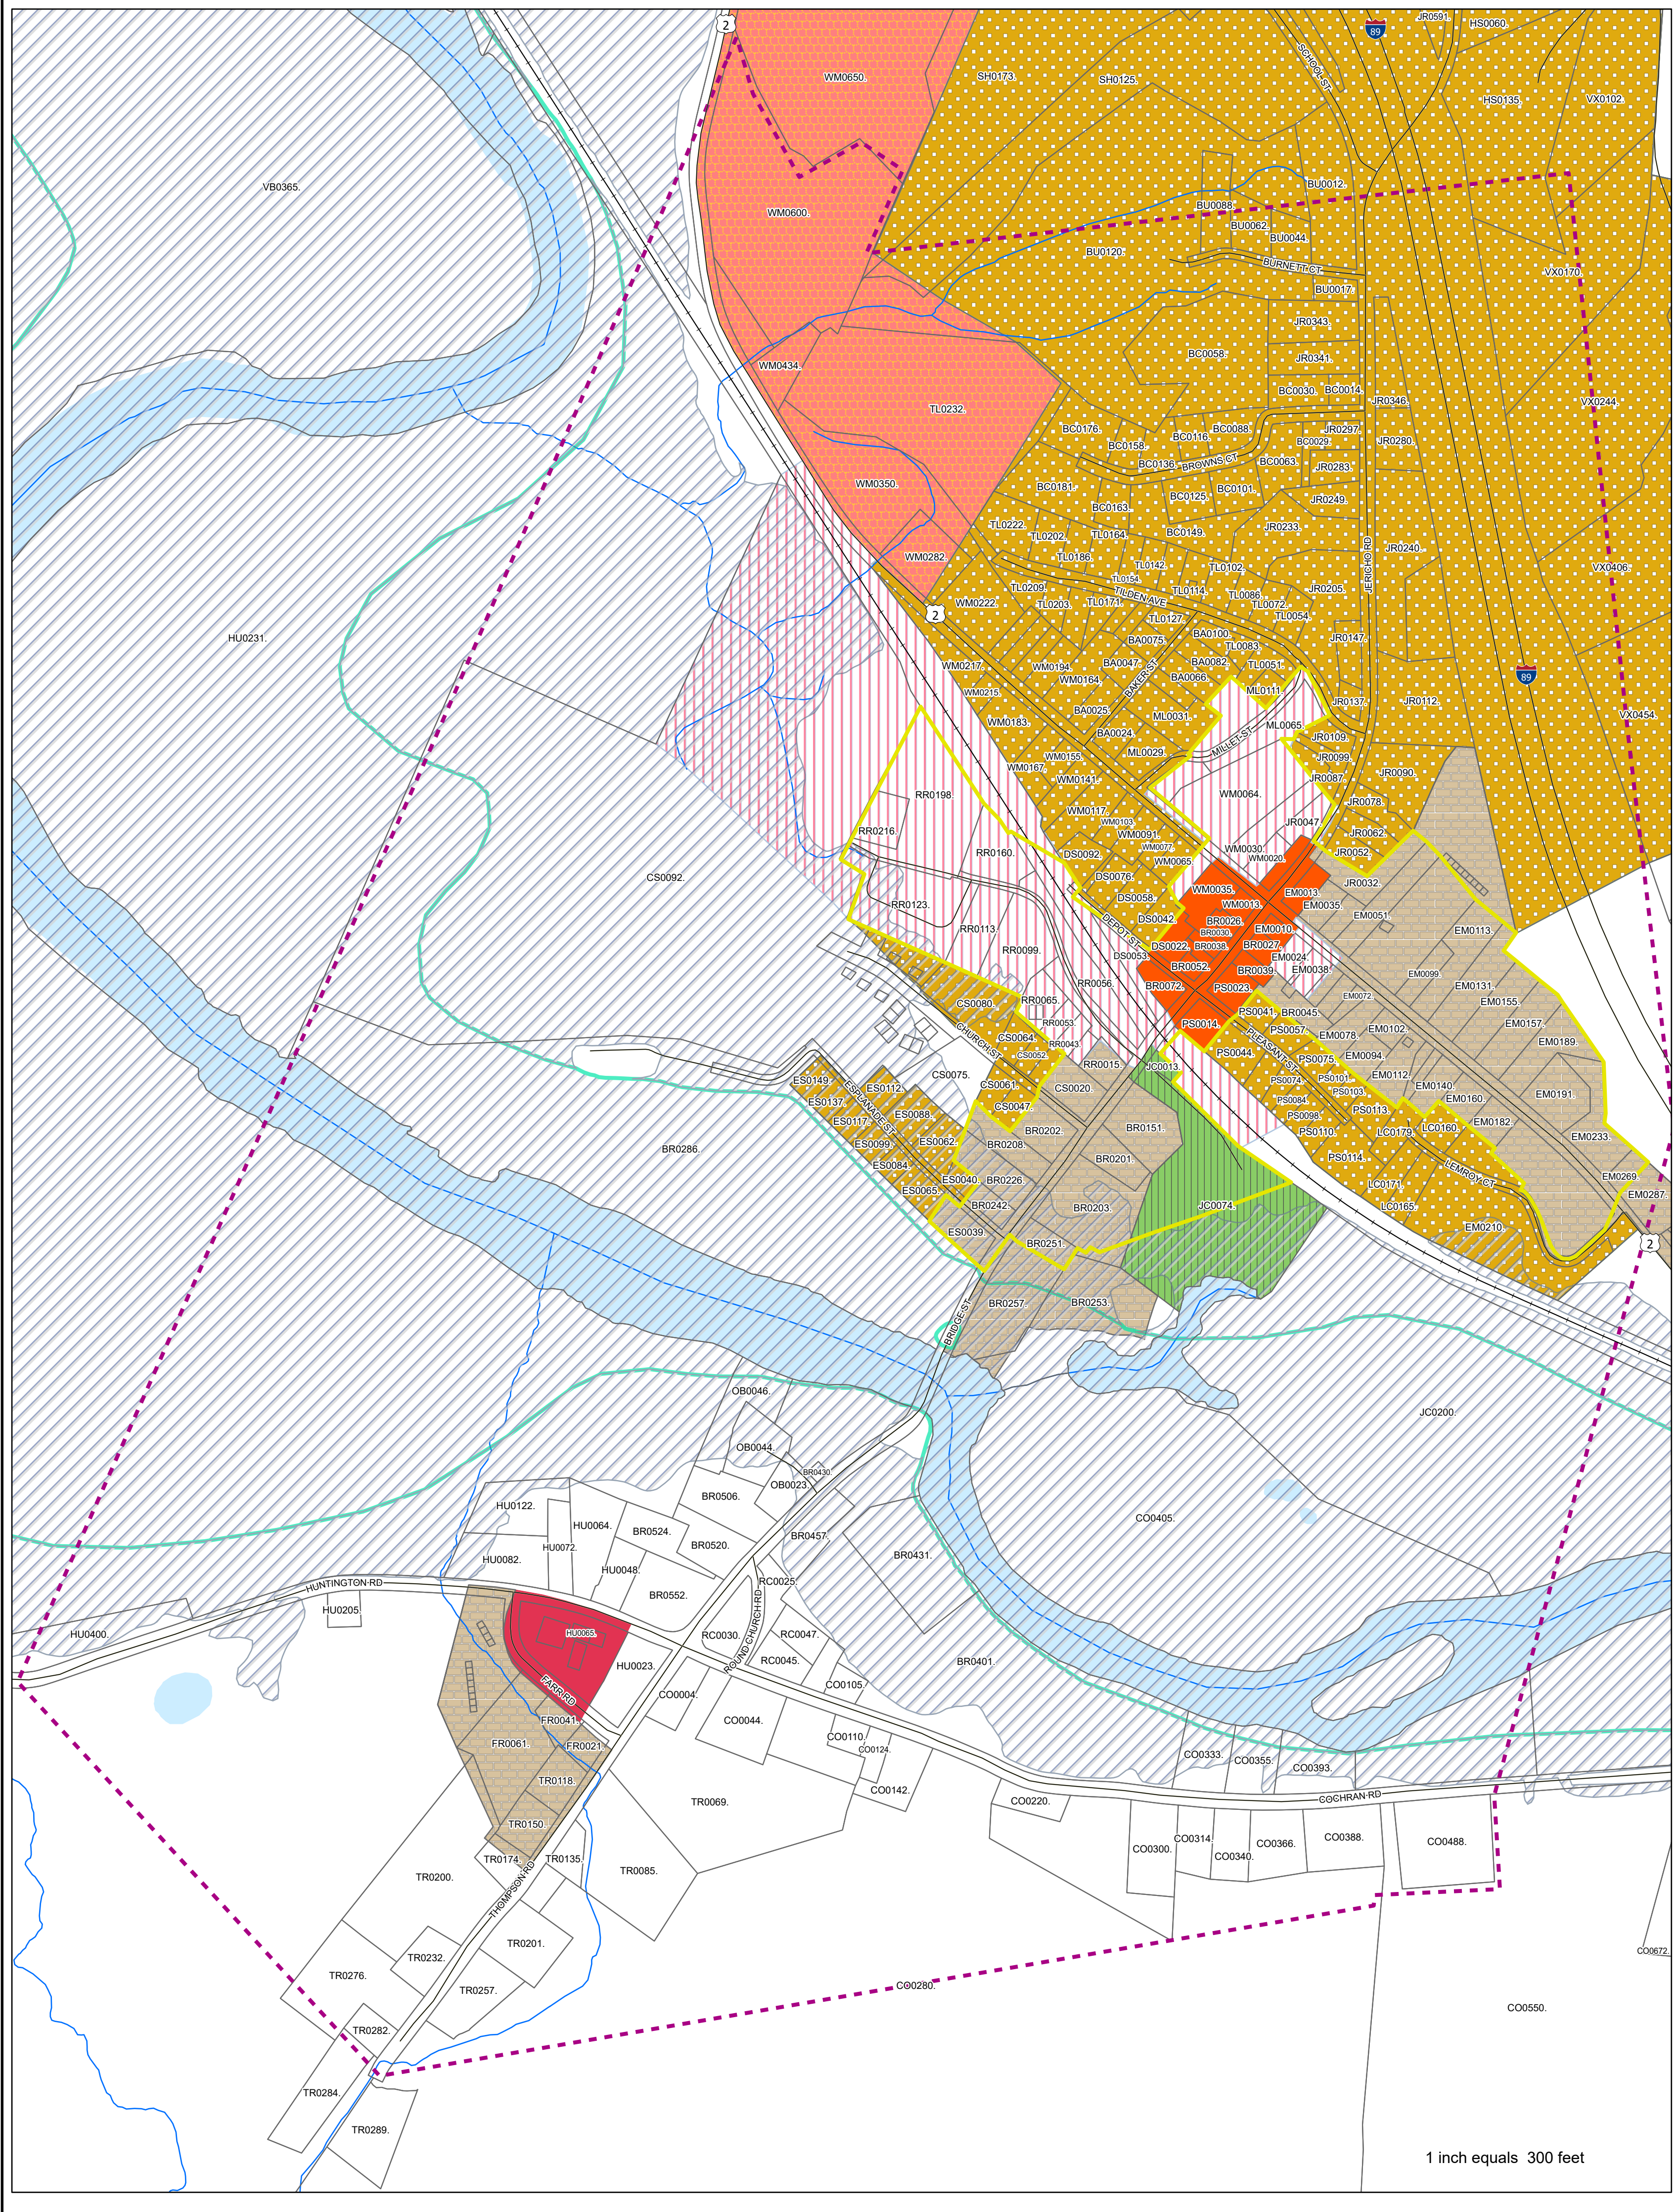 2
89
JR0591.
HS0060.
WM0650.
SH0173.
SH0125.
SCHOOL ST
HS0135.
VX0102.
VB0365.
WM0600.
BU0012.
BU0088.
BU0062.
BU0044.
BU0120.
BURNETT CT
VX0170.
BU0017.
JR0343.
BC0058.
JR0341.
WM0434.
BC0030.
BC0014.
JR0346.
VX0244.
TL0232.
BC0176.
BC0088.
JR0297.
BC0158.
BC0116.
BC0029.
JR0280.
BC0136.
BROWNS CT
BC0063.
JR0283.
WM0350.
BC0181.
BC0125.
BC0101.
JR0249.
BC0163.
TL0222.
TL0202.
TL0164.
BC0149.
JR0233.
JERICHO RD
JR0240.
WM0282.
TL0186.
TL0142.
TL0102.
VX0406.
TL0154.
TL0209.
TILDEN AVE
TL0114.
TL0086.
JR0205.
WM0222.
TL0203.
TL0171.
TL0072.
TL0054.
2
TL0127.
HU0231.
BA0075.
BA0100.
JR0147.
TL0083.
WM0217.
WM0194.
BA0047.
BA0082.
TL0051.
89
WM0164.
BAKER ST
BA0066.
WM0215.
ML0111.
JR0137.
JR0112.
BA0025.
ML0031.
VX0454.
WM0183.
BA0024.
ML0065.
MILLET ST
JR0109.
WM0155.
ML0029.
JR0099.
WM0167.
WM0141.
JR0087.
JR0090.
RR0198.
WM0064.
JR0078.
WM0117.
WM0103.
JR0047.
RR0216.
WM0091.
JR0062.
WM0077.
WM0030.
JR0052.
RR0160.
DS0092.
WM0065.
WM0020.
CS0092.
DS0076.
JR0032.
WM0035.
EM0013.
DS0058.
WM0013.
EM0035.
RR0123.
EM0051.
DS0042.
BR0026.
RR0113.
DEPOT ST
BR0030.
EM0010.
EM0113.
DS0022.
BR0038.
BR0027.
RR0099.
DS0053.
EM0024.
BR0052.
BR0039.
EM0038.
EM0099.
RR0056.
BR0072.
PS0023.
EM0131.
EM0072.
CS0080.
RR0065.
PS0041.
BR0045.
EM0155.
RR0053.
PS0014.
PS0057.
EM0157.
CHURCH ST
CS0064.
PLEASANT ST
EM0078.
EM0102.
RR0043.
EM0189.
CS0052.
PS0044.
PS0075.
EM0094.
RR0015.
JC0013.
CS0075.
PS0074.
PS0101.
EM0112.
ES0149.
CS0061.
CS0020.
EM0140.
ES0112.
PS0103.
EM0191.
ES0137.
ESPLANADE ST
PS0084.
EM0160.
CS0047.
PS0113.
ES0117.
ES0088.
PS0098.
EM0182.
BR0202.
BR0151.
LC0179.
LC0160.
PS0110.
EM0233.
ES0099.
ES0062.
BR0208.
BR0286.
PS0114.
ES0084.
BR0201.
LEMROY CT
EM0269.
ES0040.
BR0226.
LC0171.
ES0065.
EM0287.
BR0242.
BR0203.
JC0074.
LC0165.
ES0039.
EM0210.
BR0251.
2
BR0257.
BR0253.
BRIDGE ST
OB0046.
JC0200.
OB0044.
BR0430.
OB0023.
BR0506.
HU0122.
CO0405.
HU0064.
BR0524.
BR0457.
BR0520.
HU0072.
BR0431.
HU0082.
HU0048.
RC0025.
HUNTINGTON RD
BR0552.
HU0205.
HU0400.
HU0065.
RC0030.
ROUND CHURCH RD
RC0047.
RC0045.
BR0401.
HU0023.
FARR RD
CO0004.
CO0105.
FR0041.
CO0044.
CO0110.
FR0061.
FR0021.
CO0124.
CO0333.
CO0355.
CO0393.
TR0118.
CO0142.
COCHRAN RD
TR0069.
CO0220.
TR0150.
CO0314.
CO0366.
CO0388.
CO0488.
CO0300.
CO0340.
TR0174.
TR0135.
TR0085.
TR0200.
THOMPSON RD
TR0201.
CO0672.
TR0232.
TR0276.
CO0280.
TR0257.
CO0550.
TR0282.
TR0284.
TR0289.
1 inch equals 300 feet